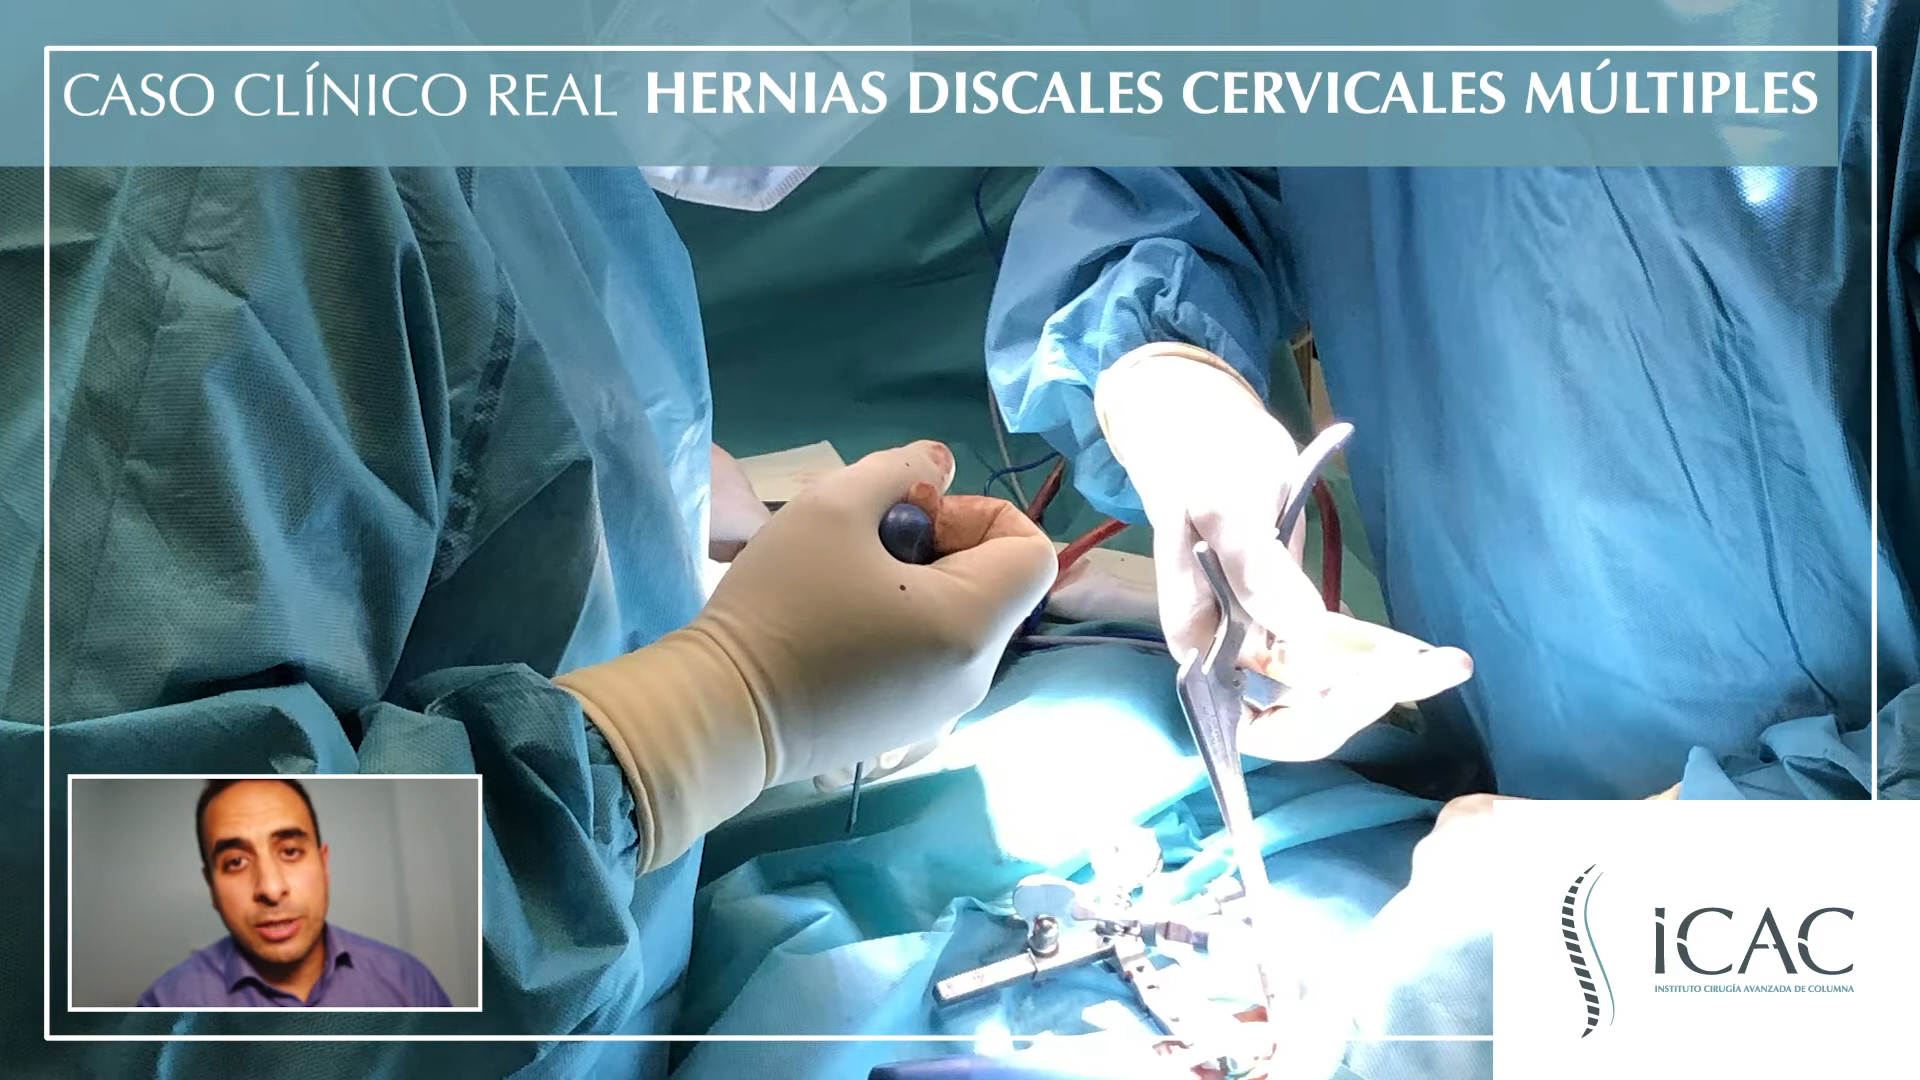 CASO CLÍNICO REAL HERNIAS DISCALES CERVICALES MÚLTIPLES
iCAC
INSTITUTO CIRUGÍA AVANZADA DE COLUMNA